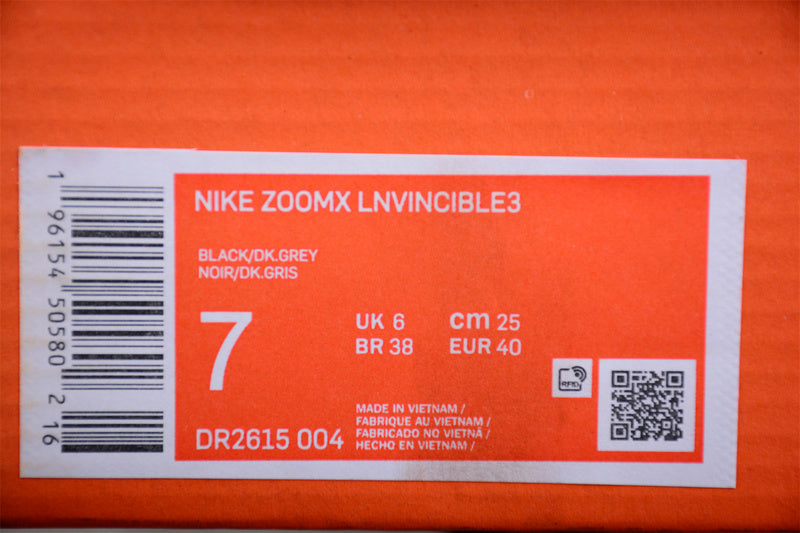 NIKE ZOOMX LNVINCIBLE3
BLACK/DK.GREY
NOIR/DK.GRIS
7
UK 6
cm 25
BR 38
EUR 40
DR2615 004
MADE IN VIETNAM /
FABRIQUE AU VIETNAM /
FABRICADO NO VIETNÃ /
HECHO EN VIETNAM /
RFID
1 96154 50580 2 16